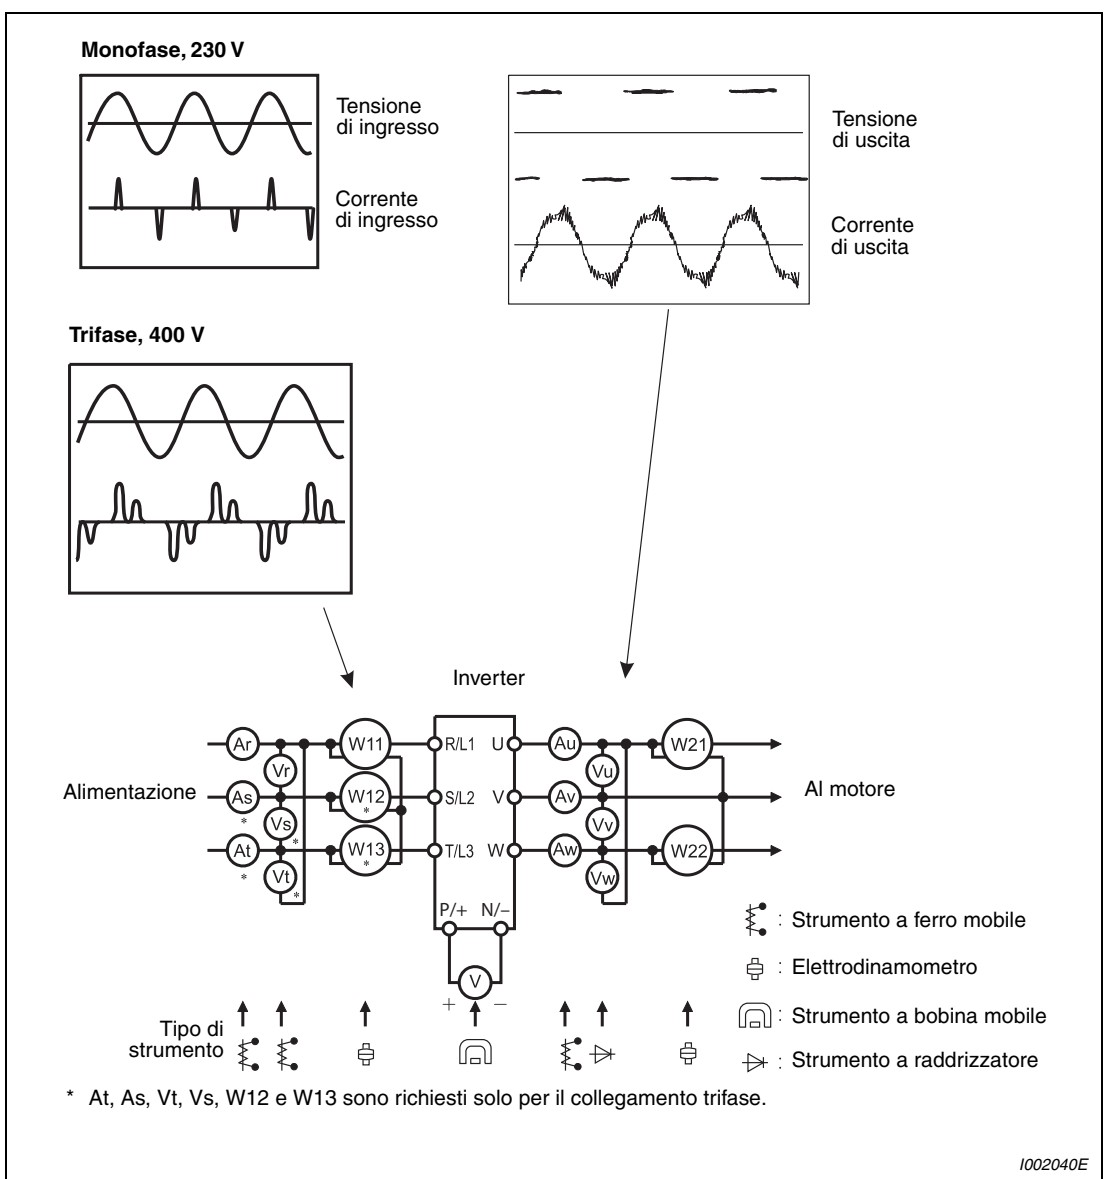 Monofase, 230 V
Tensione
di ingresso
Corrente
di ingresso
Tensione
di uscita
Corrente
di uscita
Trifase, 400 V
Inverter
Alimentazione
Ar
As
*
At
*
Vr
Vs
*
Vt
*
W11
W12
*
W13
*
R/L1
S/L2
T/L3
U
V
W
P/+ N/–
V
+ –
Au
Av
Aw
Vu
Vv
Vw
W21
W22
Al motore
Tipo di
strumento
: Strumento a ferro mobile
: Elettrodinamometro
: Strumento a bobina mobile
: Strumento a raddrizzatore
* At, As, Vt, Vs, W12 e W13 sono richiesti solo per il collegamento trifase.
I002040E